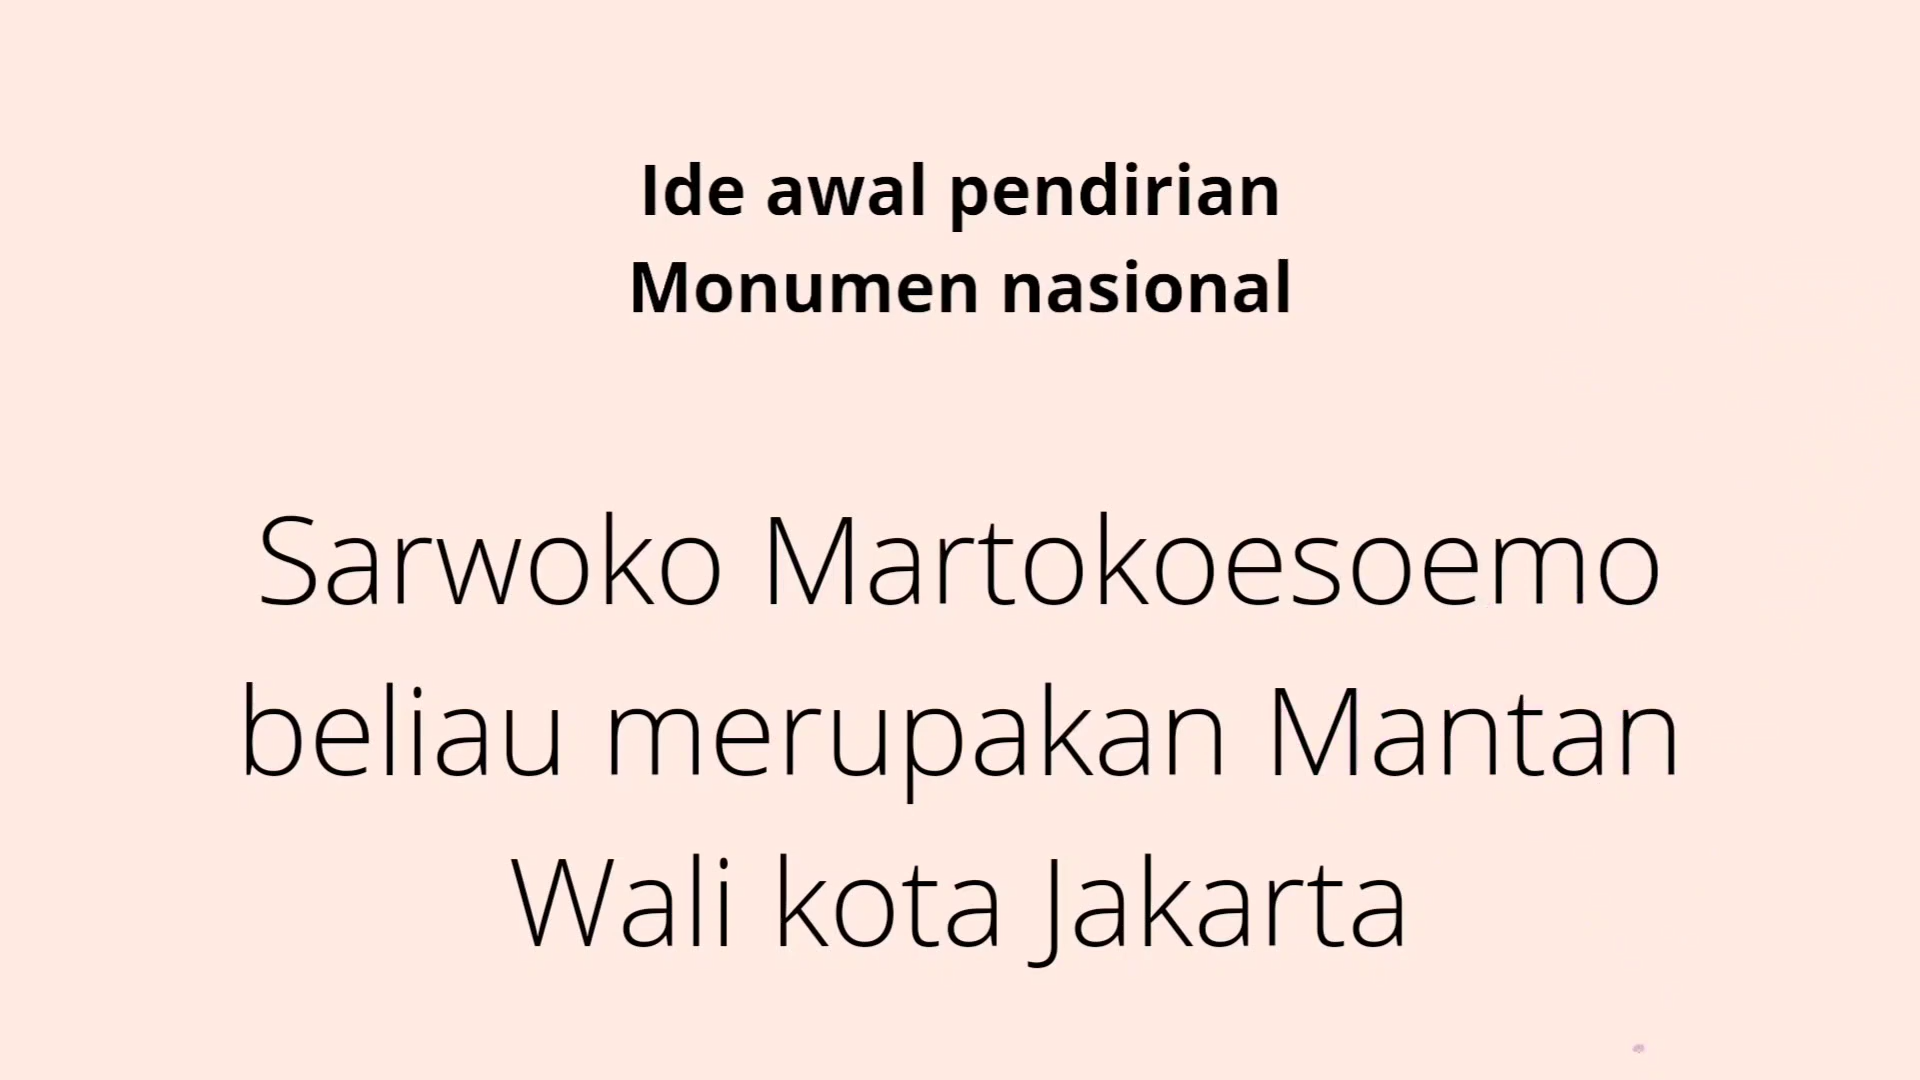 Ide awal pendirian
Monumen nasional
Sarwoko Martokoesoemo
beliau merupakan Mantan
Wali kota Jakarta